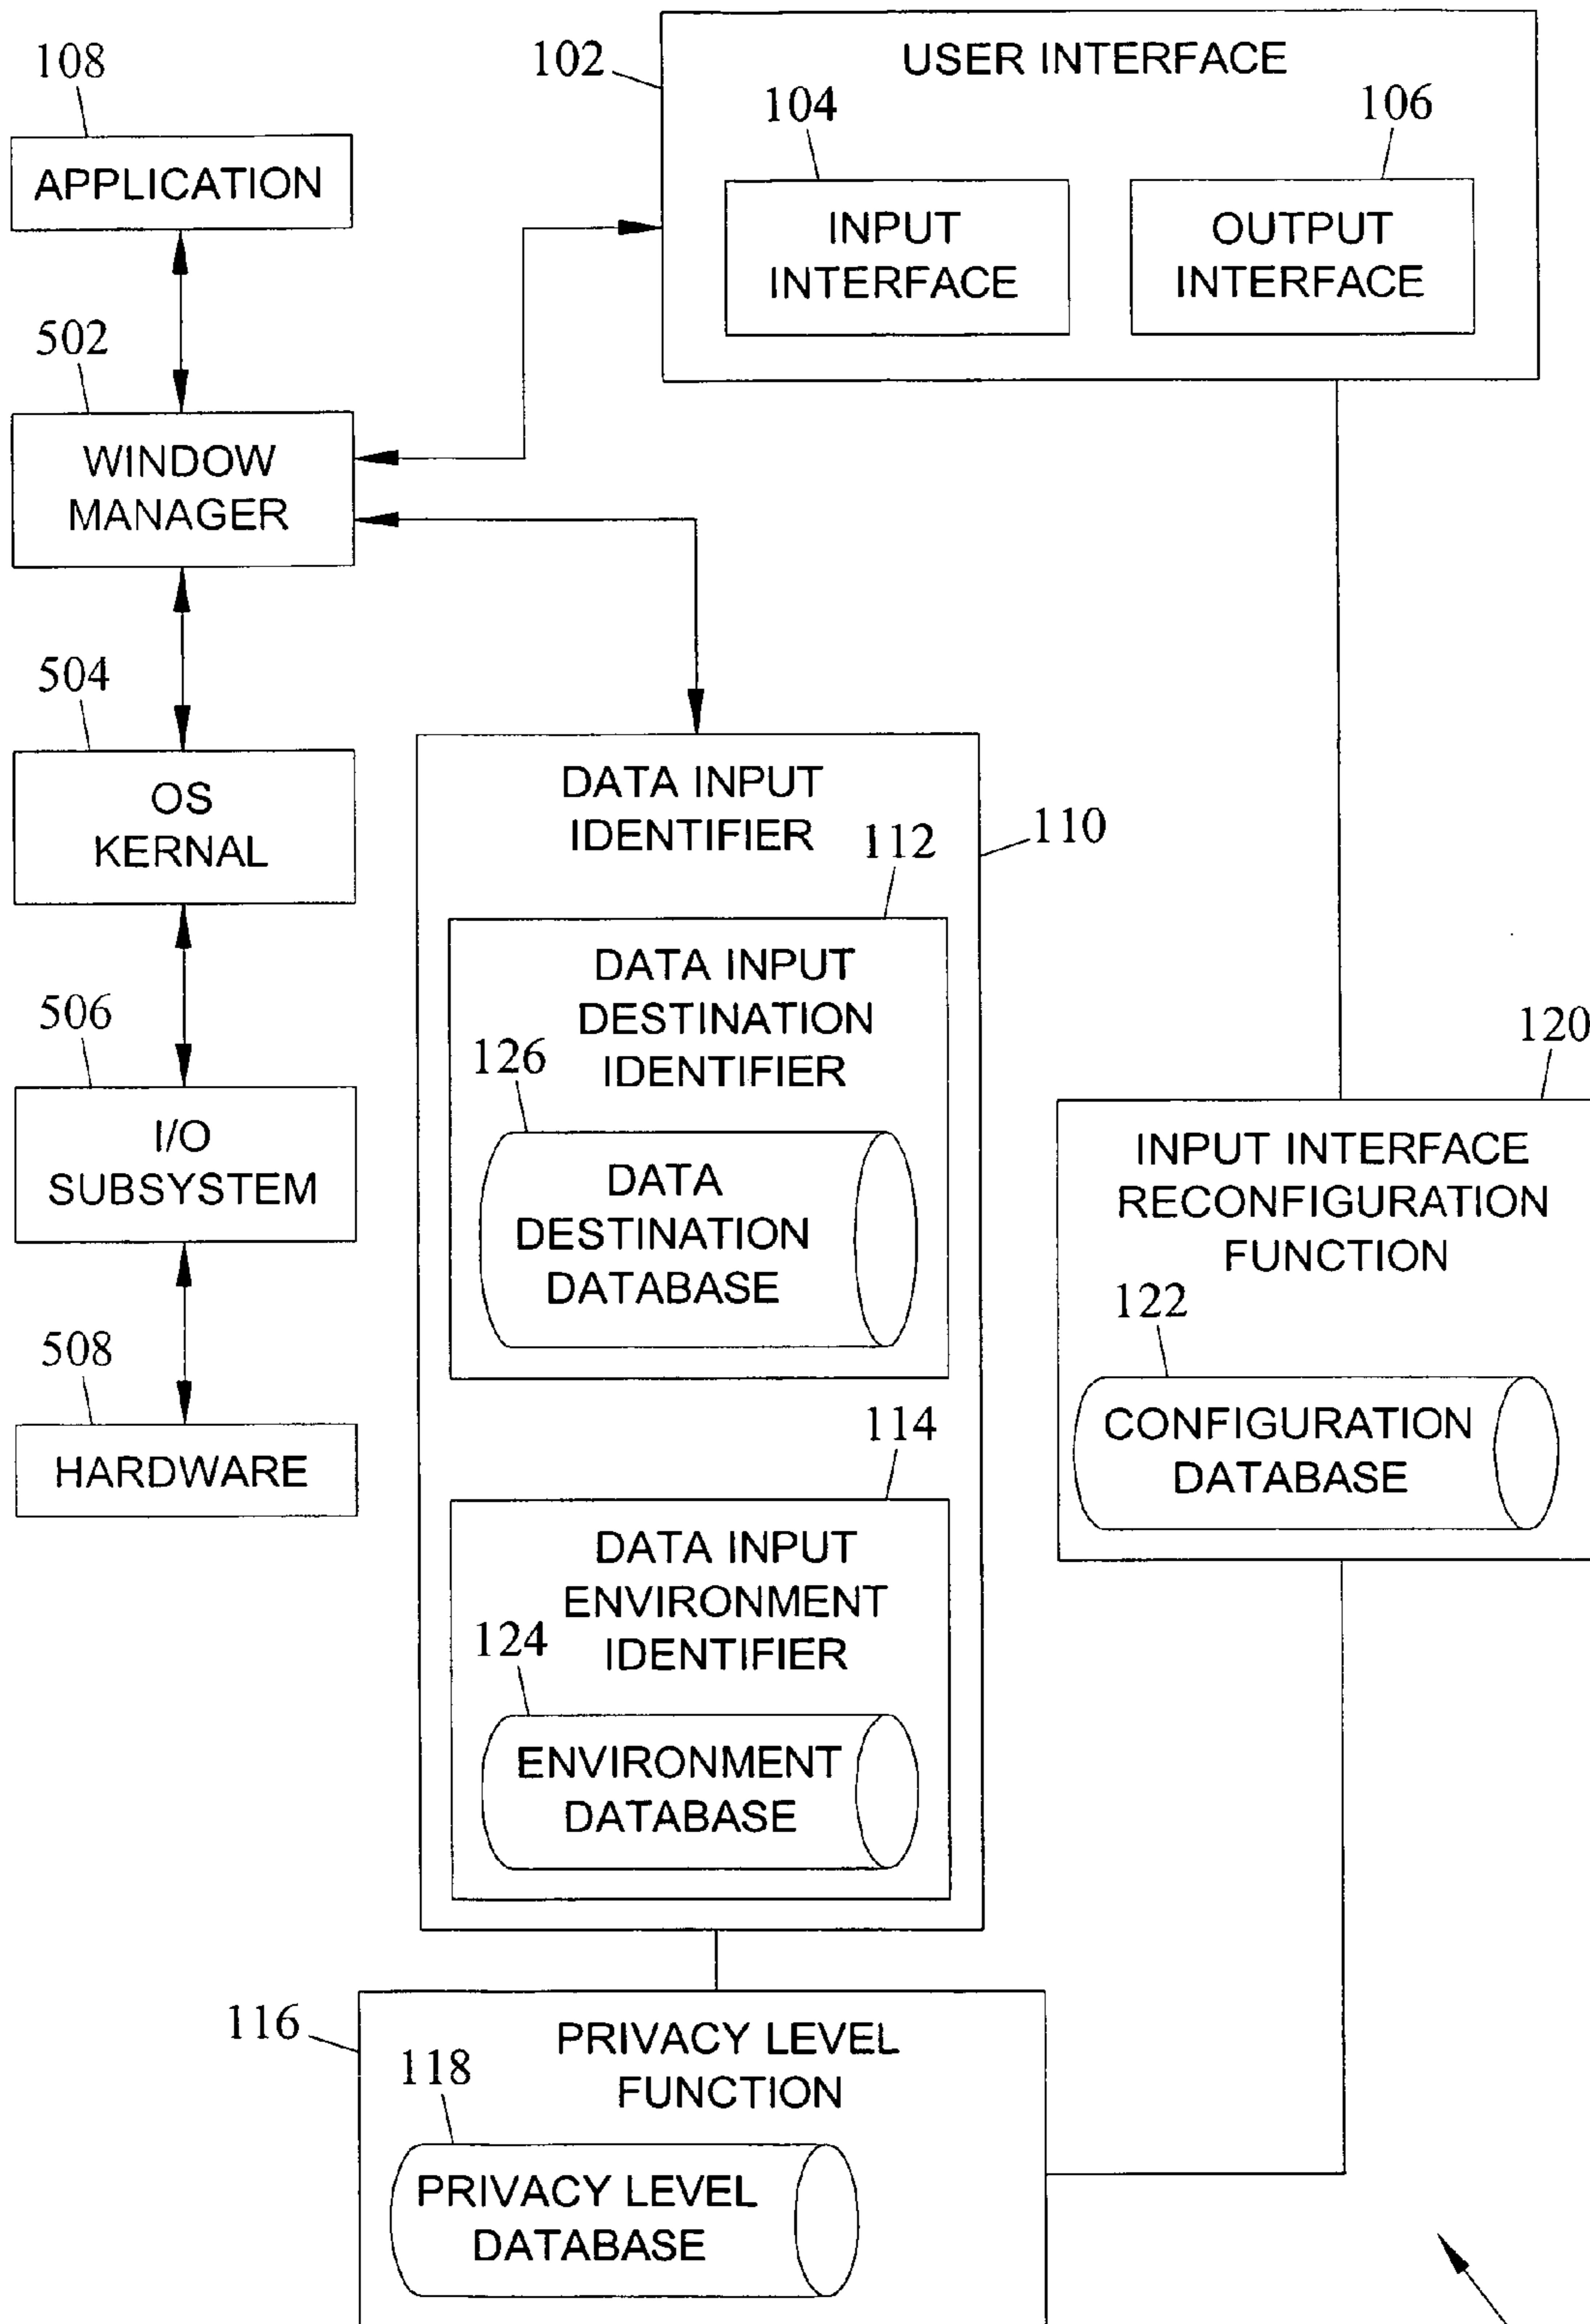 102
USER INTERFACE
104
INPUT
INTERFACE
106
OUTPUT
INTERFACE
108
APPLICATION
502
WINDOW
MANAGER
504
OS
KERNAL
506
I/O
SUBSYSTEM
508
HARDWARE
DATA INPUT
IDENTIFIER
110
112
DATA INPUT
DESTINATION
IDENTIFIER
126
DATA
DESTINATION
DATABASE
114
DATA INPUT
ENVIRONMENT
IDENTIFIER
124
ENVIRONMENT
DATABASE
120
INPUT INTERFACE
RECONFIGURATION
FUNCTION
122
CONFIGURATION
DATABASE
116
PRIVACY LEVEL
FUNCTION
118
PRIVACY LEVEL
DATABASE